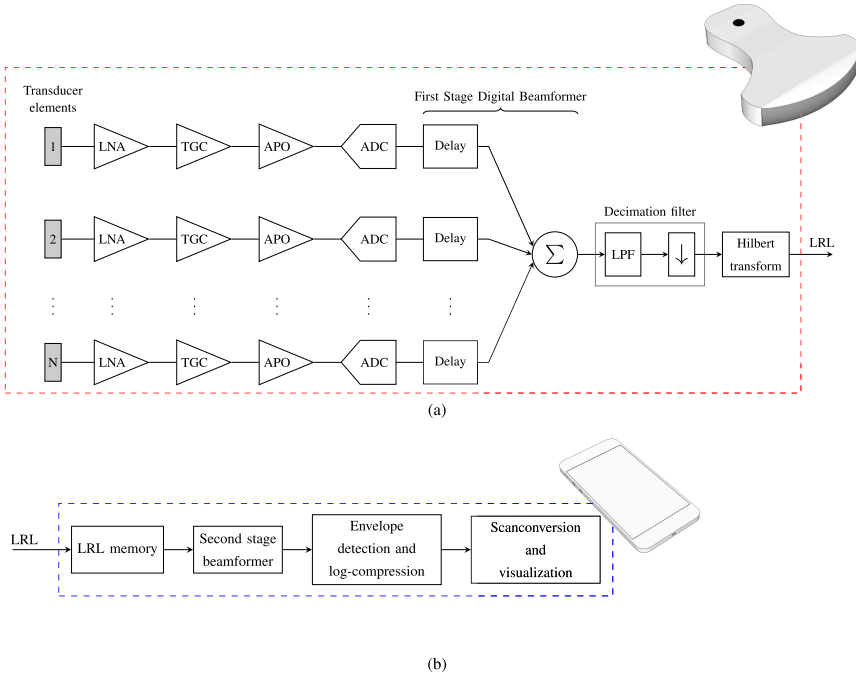 Transducer
elements
First Stage Digital Beamformer
1
LNA
TGC
APO
ADC
Delay
2
LNA
TGC
APO
ADC
Delay
∑
Decimation filter
LPF
↓
Hilbert
transform
LRL
N
LNA
TGC
APO
ADC
Delay
(a)
LRL
LRL memory
Second stage
beamformer
Envelope
detection and
log-compression
Scanconversion
and
visualization
(b)